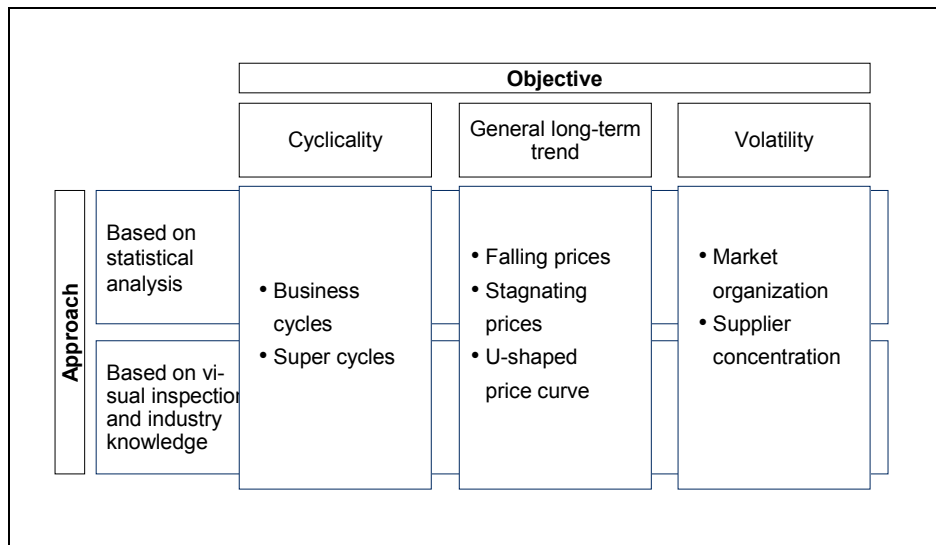 Objective
Cyclicality
General long-term
trend
Volatility
Approach
Based on
statistical
analysis
Based on vi-
sual inspection
and industry
knowledge
• Business
cycles
• Super cycles
• Falling prices
• Stagnating
prices
• U-shaped
price curve
• Market
organization
• Supplier
concentration